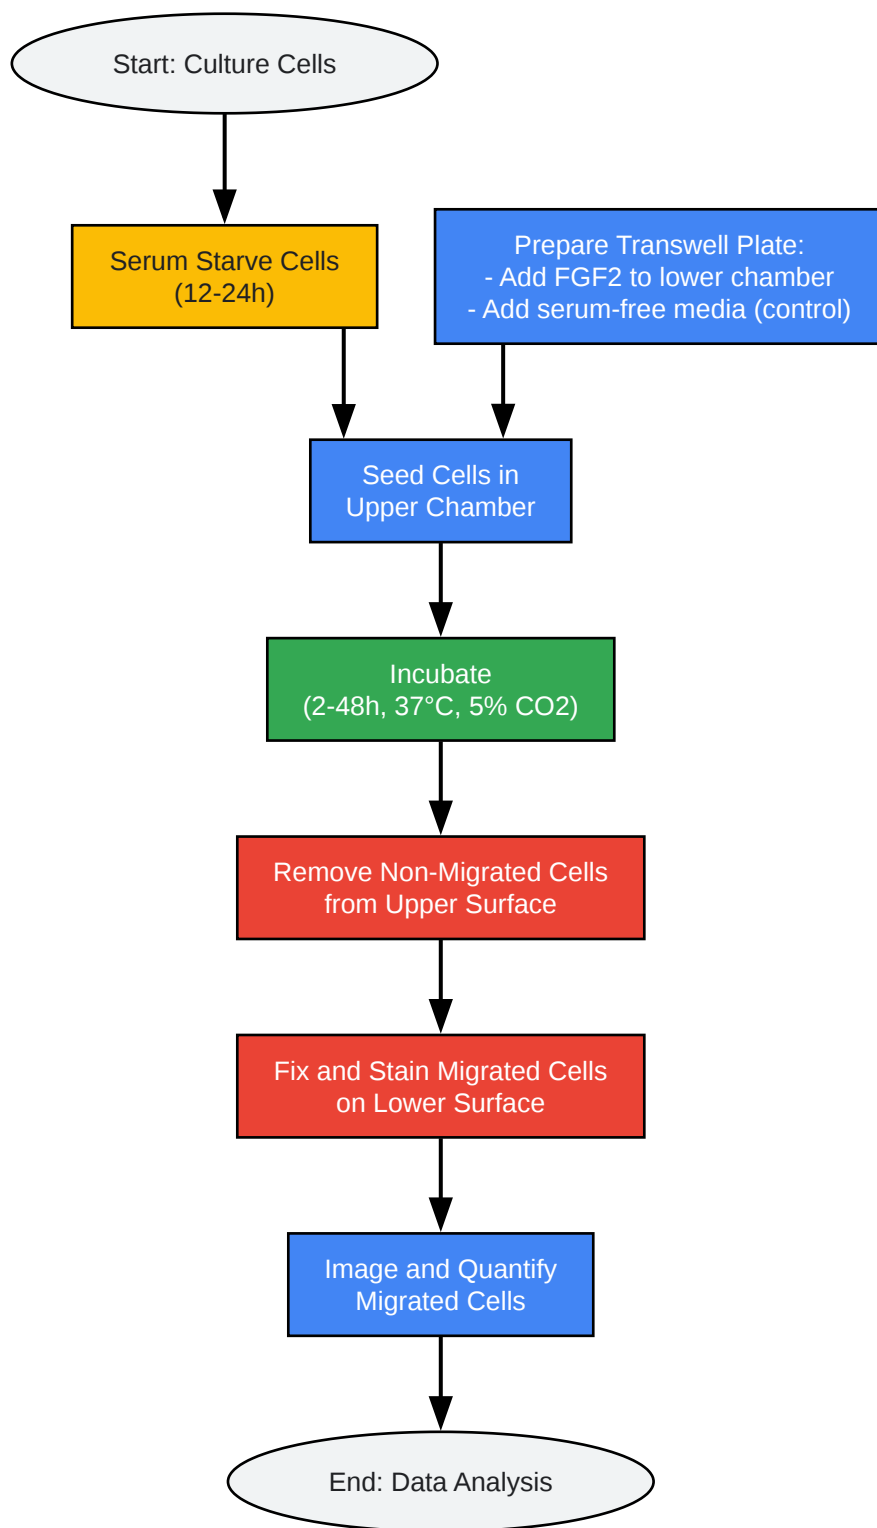 Start: Culture Cells
Serum Starve Cells
(12-24h)
Prepare Transwell Plate:
- Add FGF2 to lower chamber
- Add serum-free media (control)
Seed Cells in
Upper Chamber
Incubate
(2-48h, 37°C, 5% CO2)
Remove Non-Migrated Cells
from Upper Surface
Fix and Stain Migrated Cells
on Lower Surface
Image and Quantify
Migrated Cells
End: Data Analysis